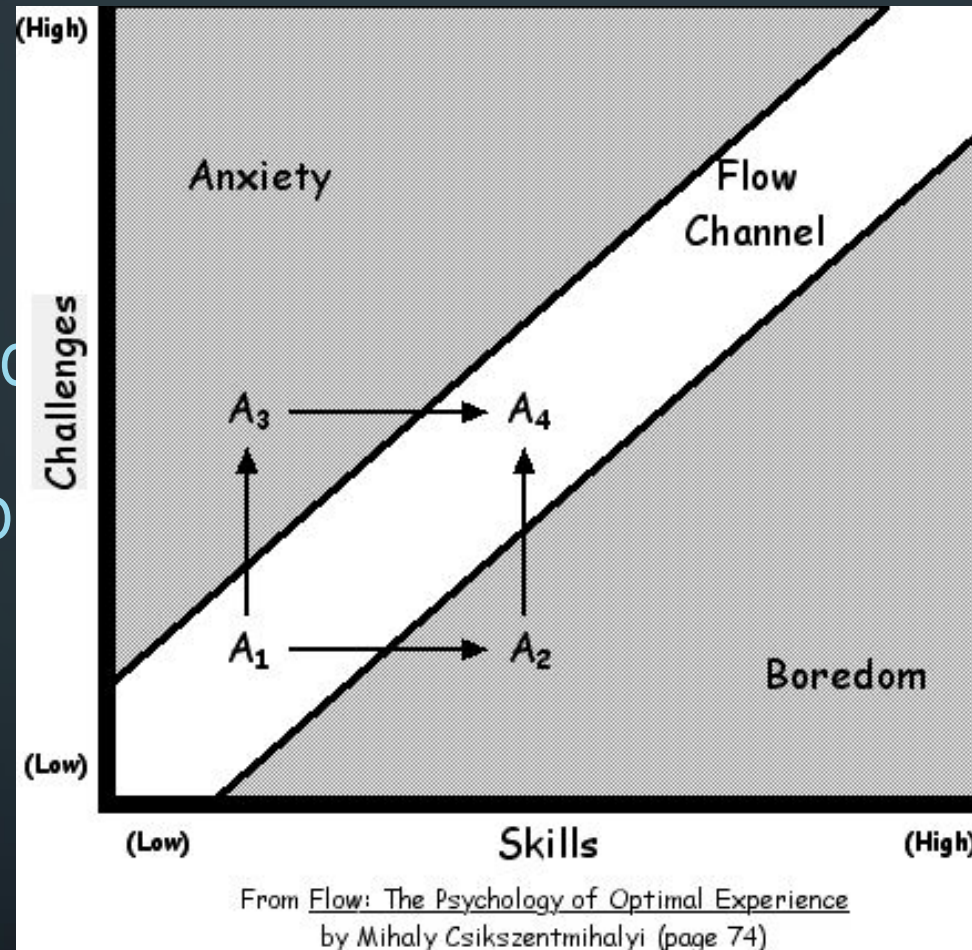 (High)
Anxiety
Flow
Channel
Challenges
A₃
A₄
A₁
A₂
Boredom
(Low)
(Low)
Skills
(High)
From Flow: The Psychology of Optimal Experience
by Mihaly Csikszentmihalyi (page 74)